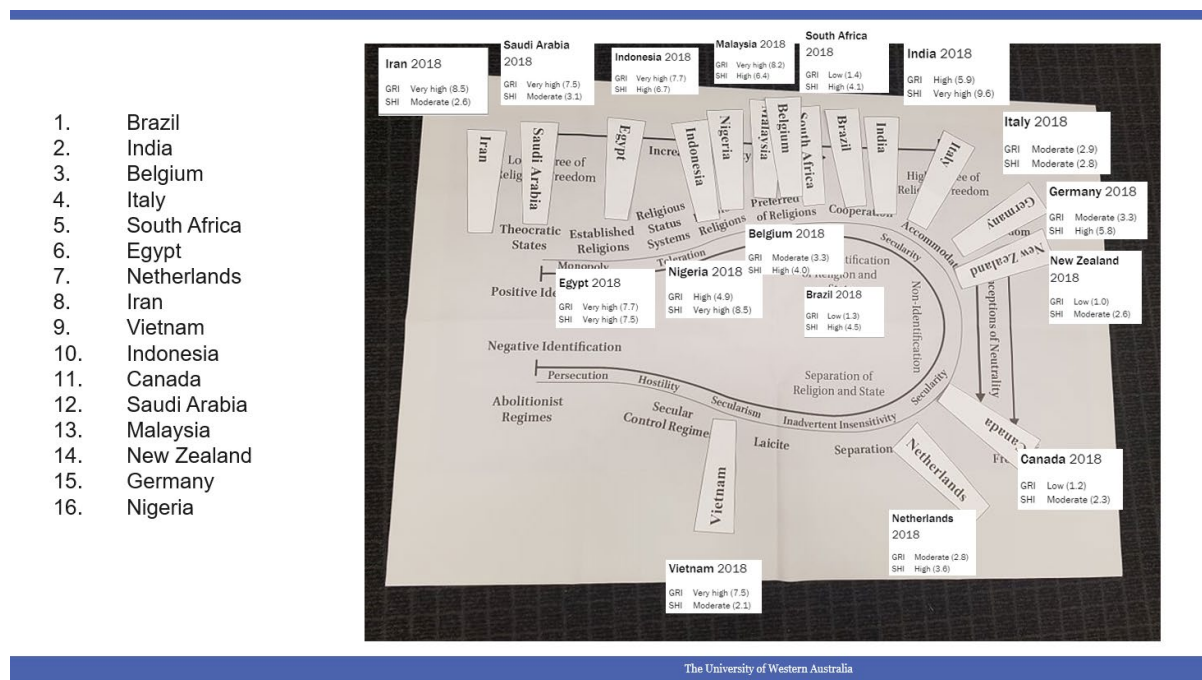 1. Brazil
2. India
3. Belgium
4. Italy
5. South Africa
6. Egypt
7. Netherlands
8. Iran
9. Vietnam
10. Indonesia
11. Canada
12. Saudi Arabia
13. Malaysia
14. New Zealand
15. Germany
16. Nigeria
Iran 2018
GRI Very high (8.5)
SHI Moderate (2.6)
Saudi Arabia
2018
GRI Very high (7.5)
SHI Moderate (3.1)
Indonesia 2018
GRI Very high (7.7)
SHI High (6.7)
Malaysia 2018
GRI Very high (8.2)
SHI High (6.4)
South Africa
2018
GRI Low (1.4)
SHI High (4.1)
India 2018
GRI High (5.9)
SHI Very high (9.6)
Italy 2018
GRI Moderate (2.9)
SHI Moderate (2.8)
Germany 2018
GRI Moderate (3.3)
SHI High (5.8)
New Zealand
2018
GRI Low (1.0)
SHI Moderate (2.6)
Belgium 2018
GRI Moderate (3.3)
SHI High (4.0)
Nigeria 2018
GRI High (4.9)
SHI Very high (8.5)
Egypt 2018
GRI Very high (7.7)
SHI Very high (7.5)
Brazil 2018
GRI Low (1.3)
SHI High (4.5)
Canada 2018
GRI Low (1.2)
SHI Moderate (2.3)
Netherlands
2018
GRI Moderate (2.8)
SHI High (3.6)
Vietnam 2018
GRI Very high (7.5)
SHI Moderate (2.1)
Iran
Saudi Arabia
Egypt
Indonesia
Nigeria
Malaysia
Belgium
South Africa
Brazil
India
Italy
Germany
New Zealand
Canada
Netherlands
Vietnam
Theocratic
States
Established
Religions
Religious
Status
Systems
Religions
Preferred
of Religions
Monopoly
Toleration
Secularity
Non-Identification
Religion and
Negative Identification
Persecution
Hostility
Secularism
Inadvertent Insensitivity
Secularity
Separation of
Religion and State
Abolitionist
Regimes
Secular
Control Regime
Laicite
Separation
of Neutrality
The University of Western Australia